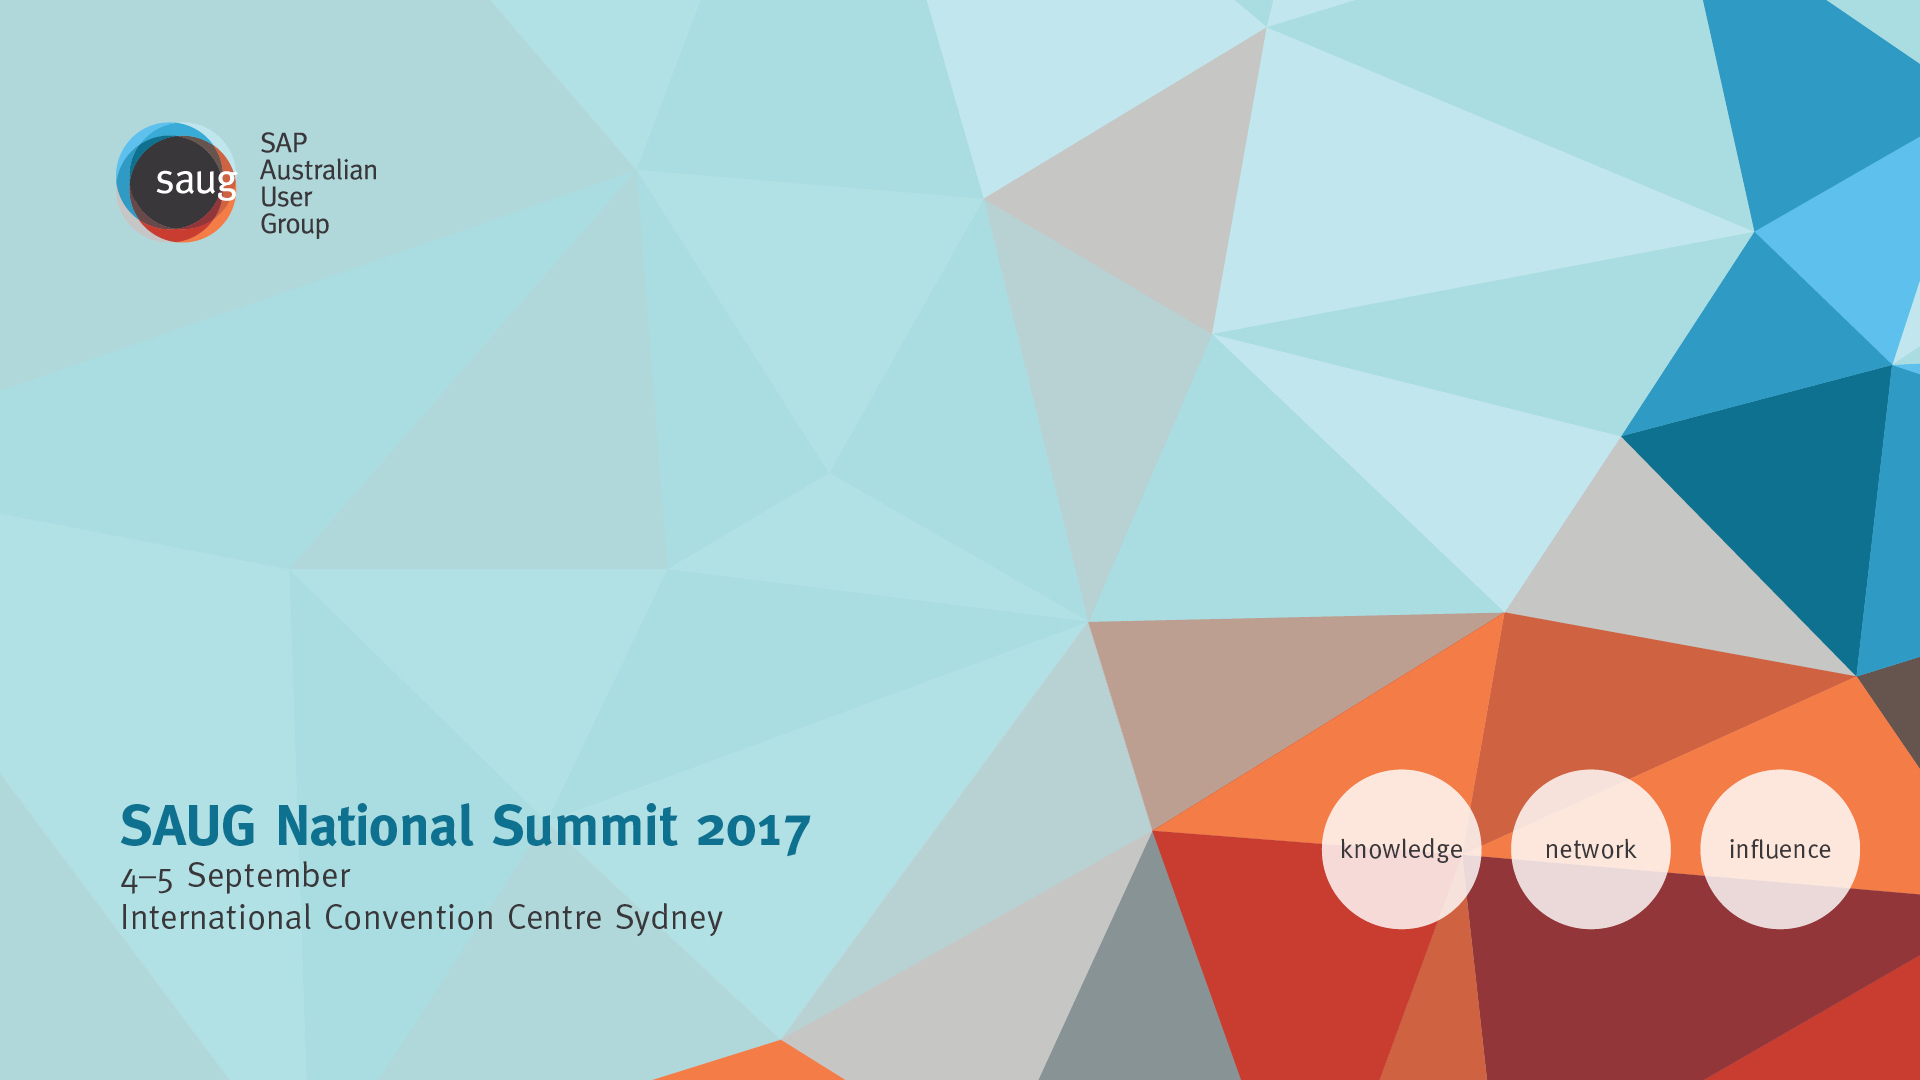 saug
SAP
Australian
User
Group
SAUG National Summit 2017
4–5 September
International Convention Centre Sydney
knowledge
network
influence